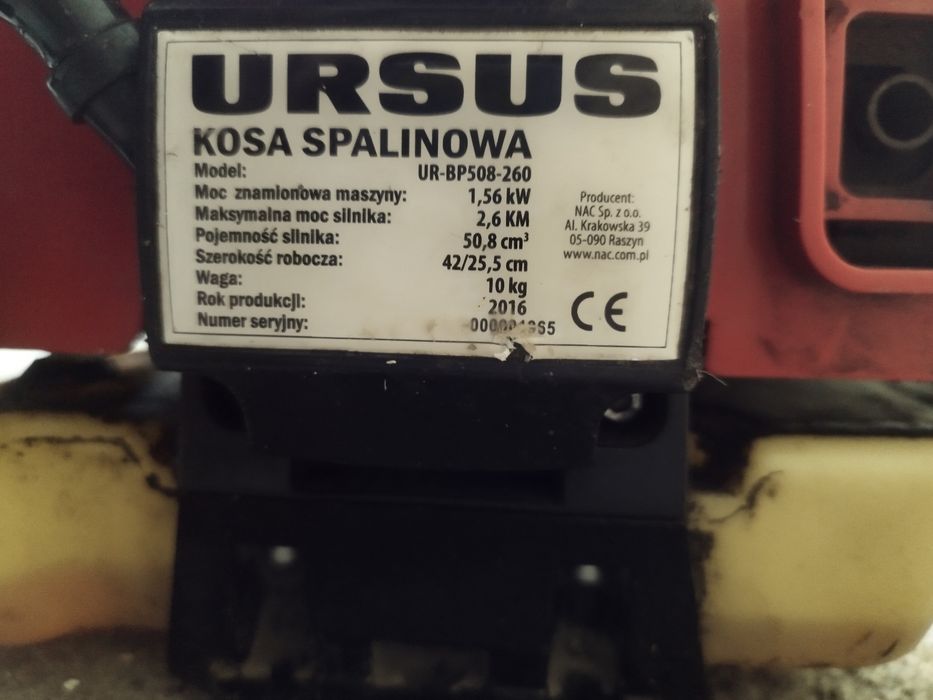 URSUS
KOSA SPALINOWA
Model: UR-BP508-260
Moc znamionowa maszyny: 1,56 kW
Maksymalna moc silnika: 2,6 KM
Pojemność silnika: 50,8 cm³
Szerokość robocza: 42/25,5 cm
Waga: 10 kg
Rok produkcji: 2016
Numer seryjny:
Producent:
NAC Sp. z o.o.
Al. Krakowska 39
05-090 Raszyn
www.nac.com.pl
CE